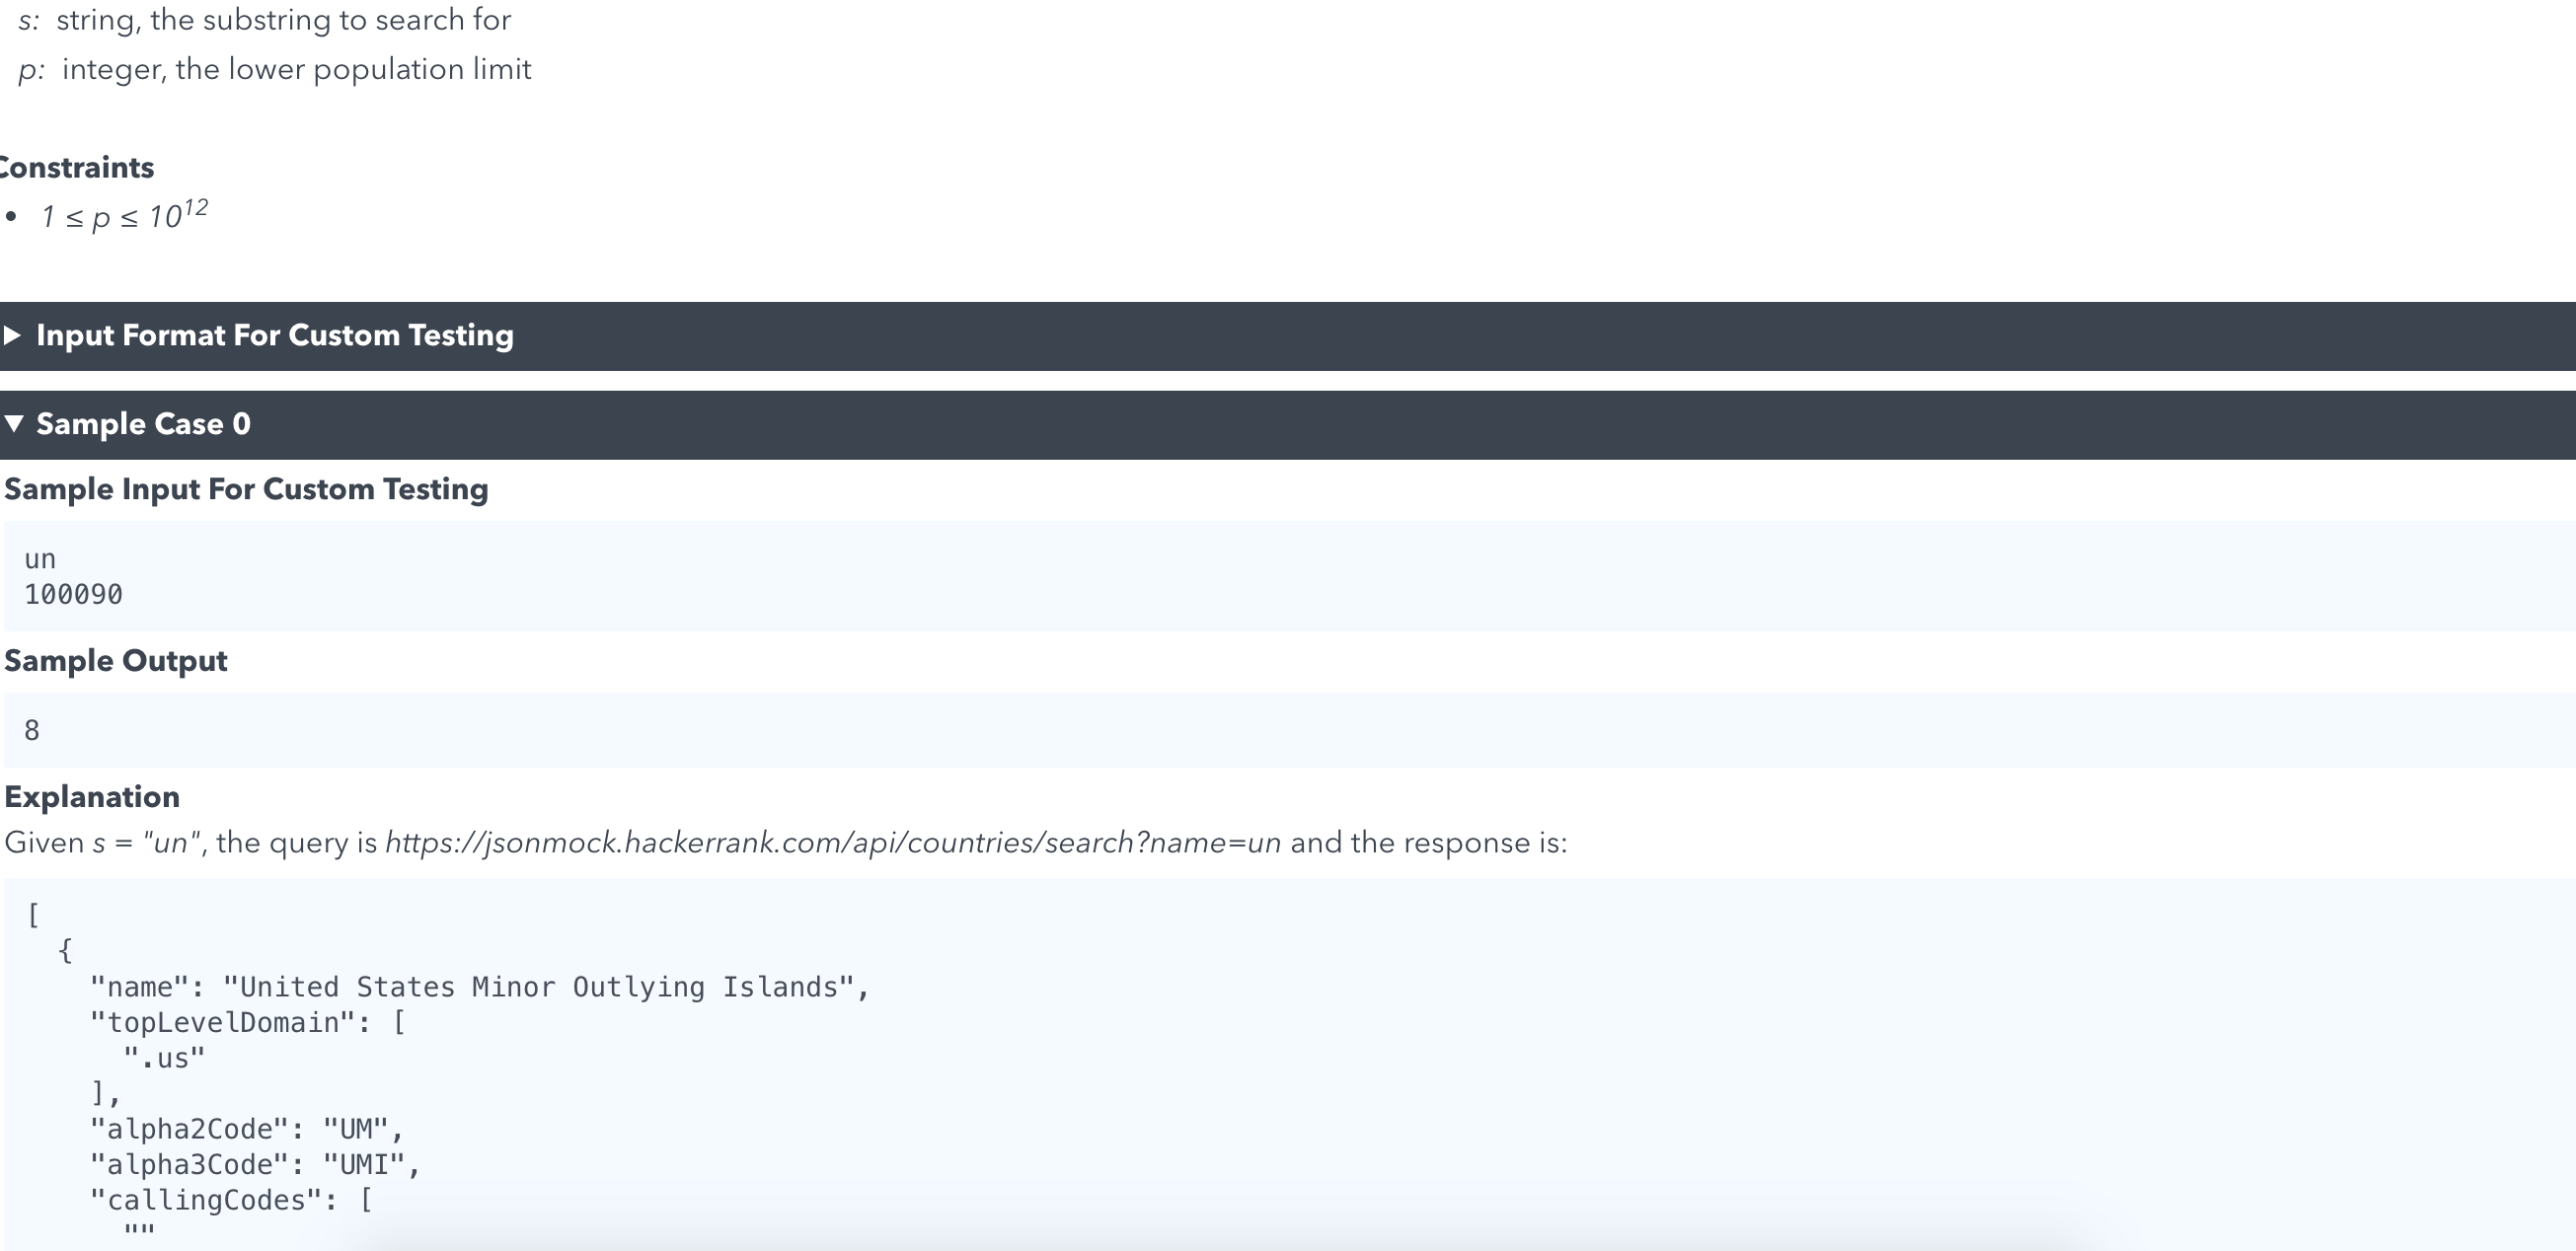 s: string, the substring to search for
p: integer, the lower population limit
Constraints
• 1 ≤ p ≤ 10^12
Input Format For Custom Testing
Sample Case 0
Sample Input For Custom Testing
un
100090
Sample Output
8
Explanation
Given s = "un", the query is https://jsonmock.hackerrank.com/api/countries/search?name=un and the response is:
[
{
"name": "United States Minor Outlying Islands",
"topLevelDomain": [
".us"
],
"alpha2Code": "UM",
"alpha3Code": "UMI",
"callingCodes": [
""